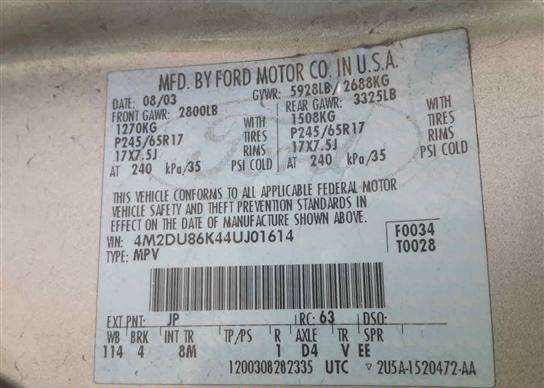 MFD. BY FORD MOTOR CO. IN U.S.A.
DATE: 08/03 GVWR: 5928LB/2688KG
FRONT GAWR: 2800LB REAR GAWR: 3325LB
1270KG WITH 1508KG WITH
P245/65R17 TIRES P245/65R17 TIRES
17X7.5J RIMS 17X7.5J RIMS
AT 240 kPa/35 PSI COLD AT 240 kPa/35 PSI COLD
THIS VEHICLE CONFORMS TO ALL APPLICABLE FEDERAL MOTOR
VEHICLE SAFETY AND THEFT PREVENTION STANDARDS IN
EFFECT ON THE DATE OF MANUFACTURE SHOWN ABOVE.
VIN: 4M2DU86K44UJ01614 F0034
TYPE: MPV T0028
EXT PNT: JP RC: 63 DSO:
WB BRK INT TR TP/PS R AXLE TR SPR
114 4 8M 1 D4 V EE
1200308282335 UTC ▽ 2U5A-1520472-AA
Ford